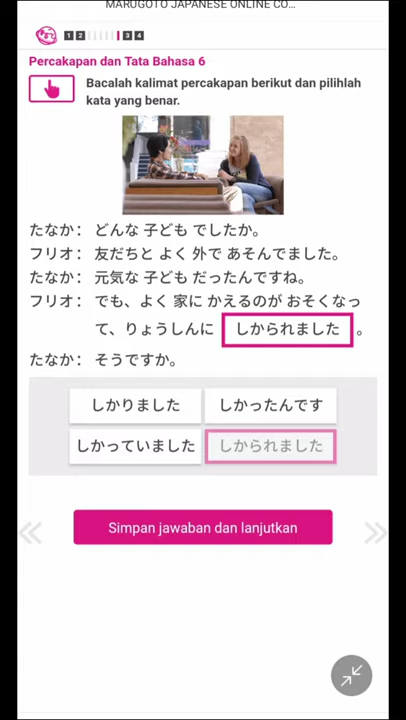 MARUGOTO JAPANESE ONLINE CO...
1 2 3 4
Percakapan dan Tata Bahasa 6
Bacalah kalimat percakapan berikut dan pilihlah
kata yang benar.
たなか： どんな 子ども でしたか。
フリオ： 友だちと よく 外で あそんでました。
たなか： 元気な 子ども だったんですね。
フリオ： でも、よく 家に かえるのが おそくなっ
て、りょうしんに しかられました 。
たなか： そうですか。
しかりました しかったんです
しかっていました しかられました
Simpan jawaban dan lanjutkan